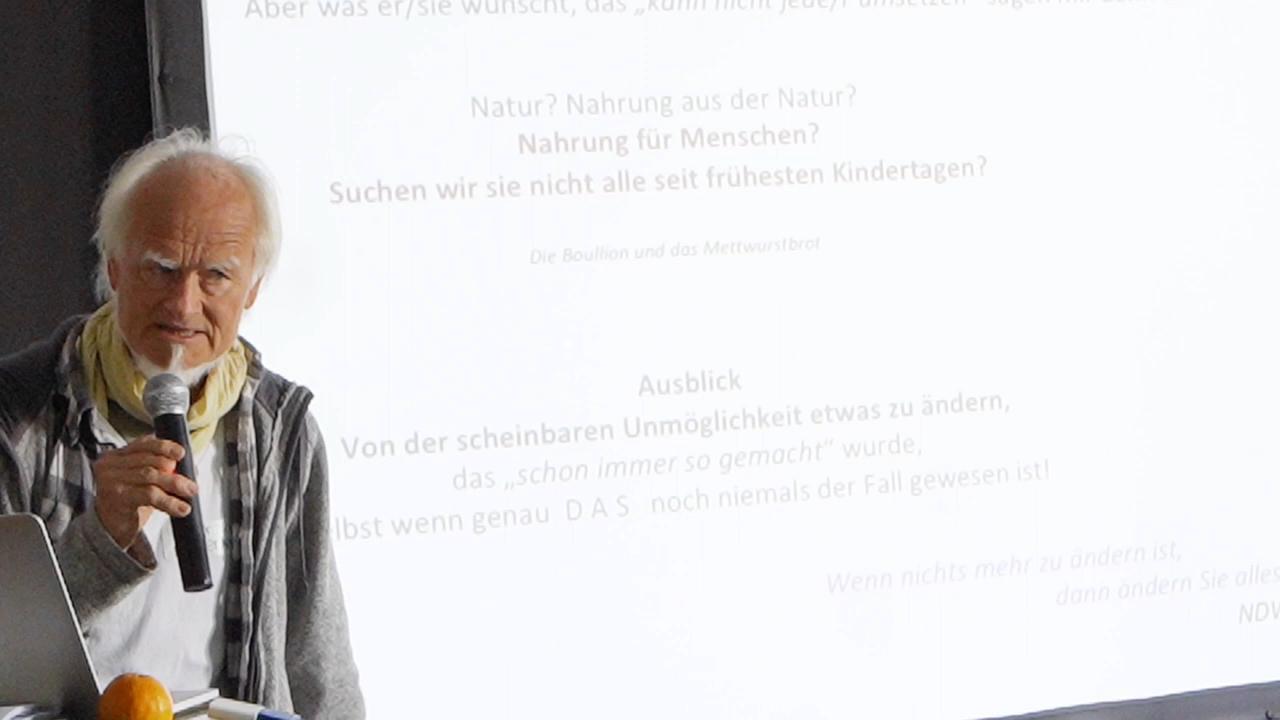 Aber was er/sie wünscht, das „kann nicht jede/r umsetzen“ sagen mir
Natur? Nahrung aus der Natur?
Nahrung für Menschen?
Suchen wir sie nicht alle seit frühesten Kindertagen?
Die Boullion und das Mettwurstbrot
Ausblick
Von der scheinbaren Unmöglichkeit etwas zu ändern,
das „schon immer so gemacht“ wurde,
lbst wenn genau D A S noch niemals der Fall gewesen ist!
Wenn nichts mehr zu ändern ist,
dann ändern Sie alles
NDV